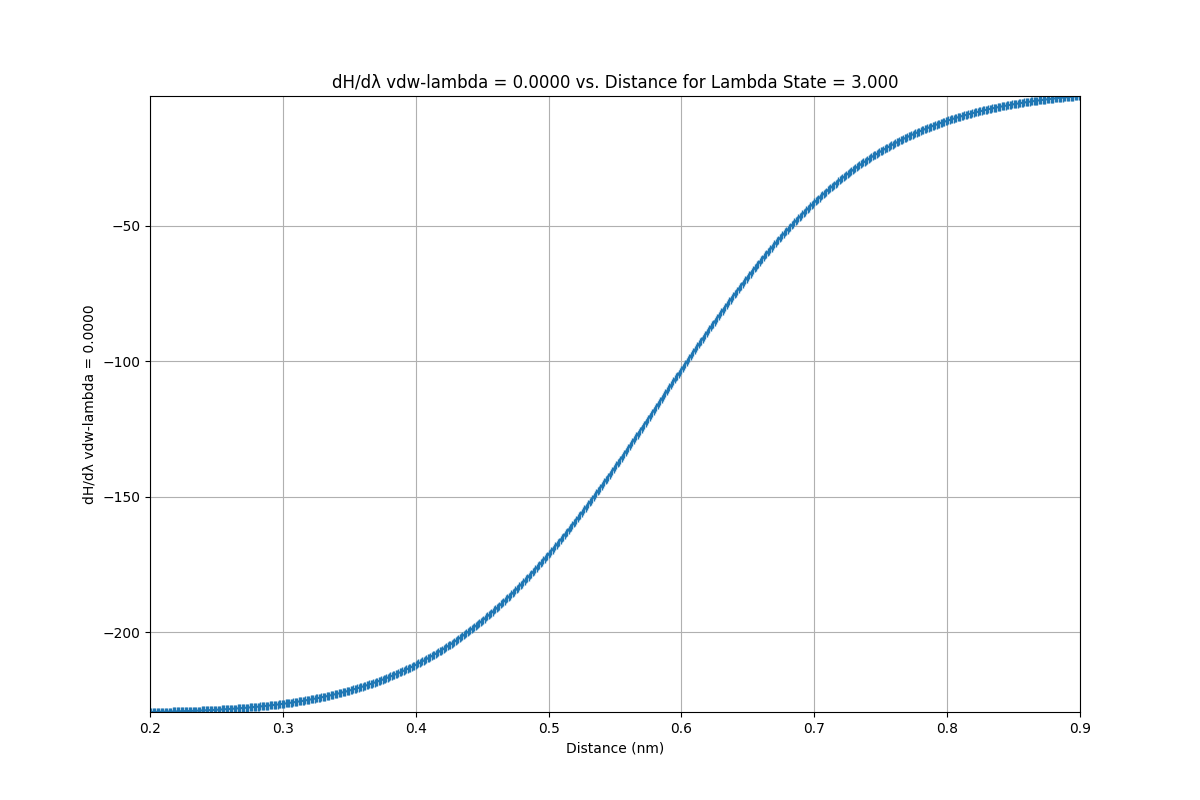 dH/dλ vdw-lambda = 0.0000 vs. Distance for Lambda State = 3.000
dH/dλ vdw-lambda = 0.0000
−50
−100
−150
−200
0.2 0.3 0.4 0.5 0.6 0.7 0.8 0.9
Distance (nm)